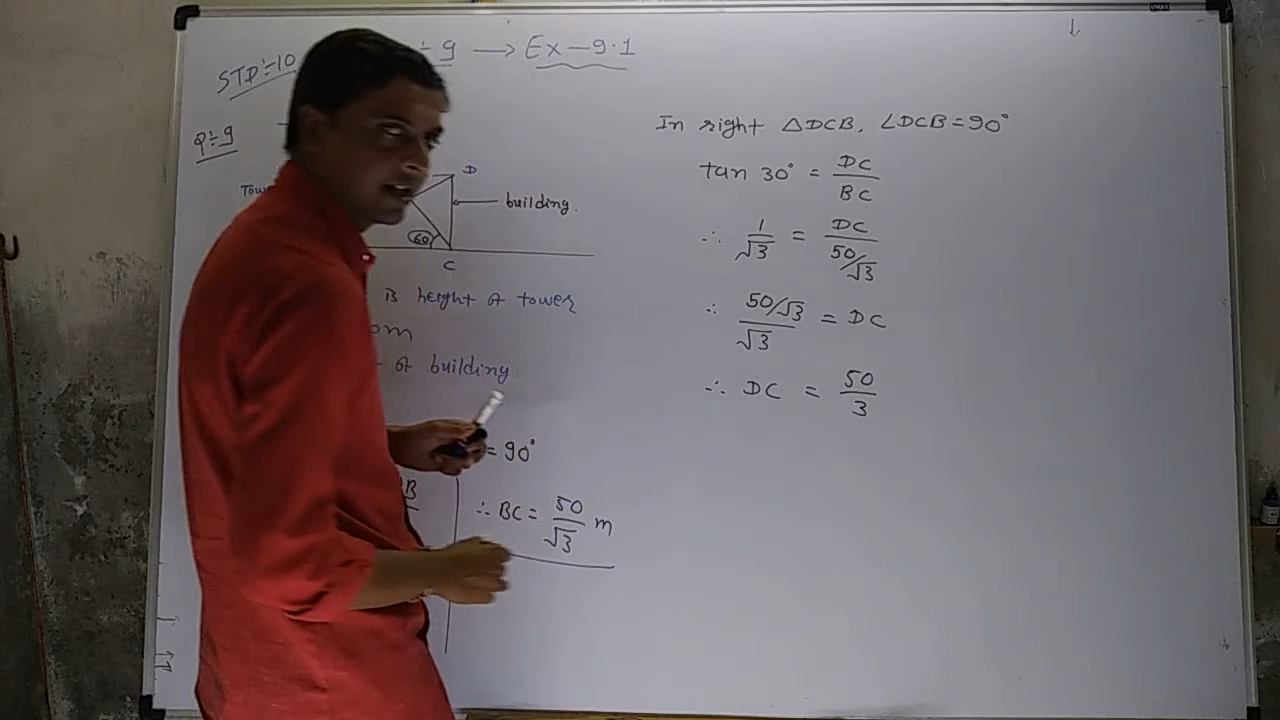 STD÷10 ÷ 9 → Ex – 9.1
Q÷9
D
Tow
building.
60
C
is height of tower
om
of building
= 90°
B
∴ BC = 50/√3 m
In right △DCB, ∠DCB = 90°
tan 30° = DC/BC
∴ 1/√3 = DC/50/√3
∴ 50/√3/√3 = DC
∴ DC = 50/3